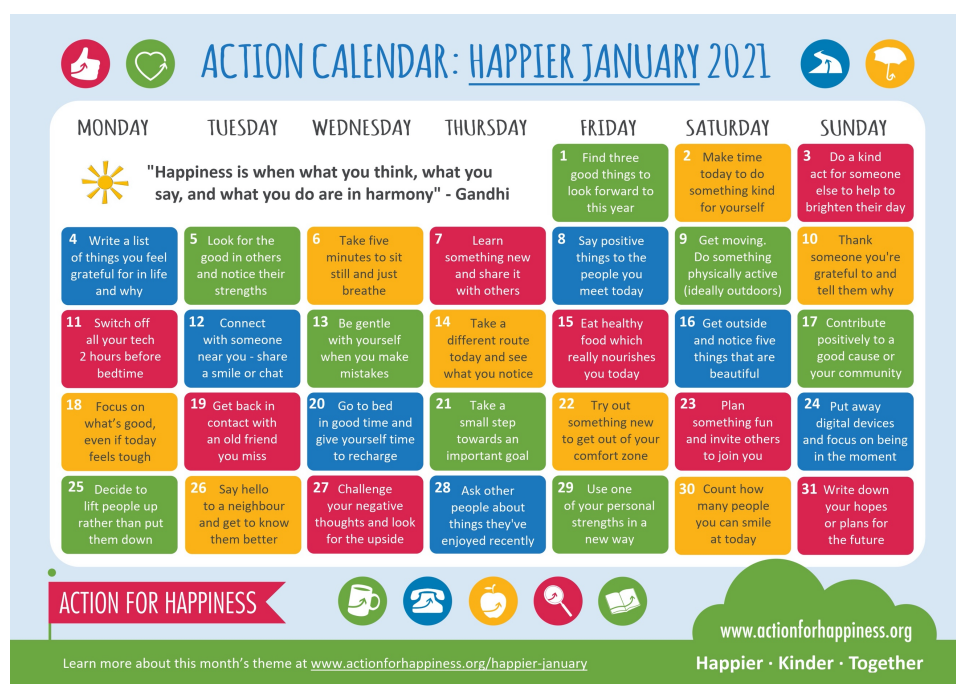 ACTION CALENDAR: HAPPIER JANUARY 2021
MONDAY TUESDAY WEDNESDAY THURSDAY FRIDAY SATURDAY SUNDAY
"Happiness is when what you think, what you
say, and what you do are in harmony" - Gandhi
1 Find three
good things to
look forward to
this year
2 Make time
today to do
something kind
for yourself
3 Do a kind
act for someone
else to help to
brighten their day
4 Write a list
of things you feel
grateful for in life
and why
5 Look for the
good in others
and notice their
strengths
6 Take five
minutes to sit
still and just
breathe
7 Learn
something new
and share it
with others
8 Say positive
things to the
people you
meet today
9 Get moving.
Do something
physically active
(ideally outdoors)
10 Thank
someone you're
grateful to and
tell them why
11 Switch off
all your tech
2 hours before
bedtime
12 Connect
with someone
near you - share
a smile or chat
13 Be gentle
with yourself
when you make
mistakes
14 Take a
different route
today and see
what you notice
15 Eat healthy
food which
really nourishes
you today
16 Get outside
and notice five
things that are
beautiful
17 Contribute
positively to a
good cause or
your community
18 Focus on
what's good,
even if today
feels tough
19 Get back in
contact with
an old friend
you miss
20 Go to bed
in good time and
give yourself time
to recharge
21 Take a
small step
towards an
important goal
22 Try out
something new
to get out of your
comfort zone
23 Plan
something fun
and invite others
to join you
24 Put away
digital devices
and focus on being
in the moment
25 Decide to
lift people up
rather than put
them down
26 Say hello
to a neighbour
and get to know
them better
27 Challenge
your negative
thoughts and look
for the upside
28 Ask other
people about
things they've
enjoyed recently
29 Use one
of your personal
strengths in a
new way
30 Count how
many people
you can smile
at today
31 Write down
your hopes
or plans for
the future
ACTION FOR HAPPINESS
www.actionforhappiness.org
Learn more about this month's theme at www.actionforhappiness.org/happier-january
Happier · Kinder · Together